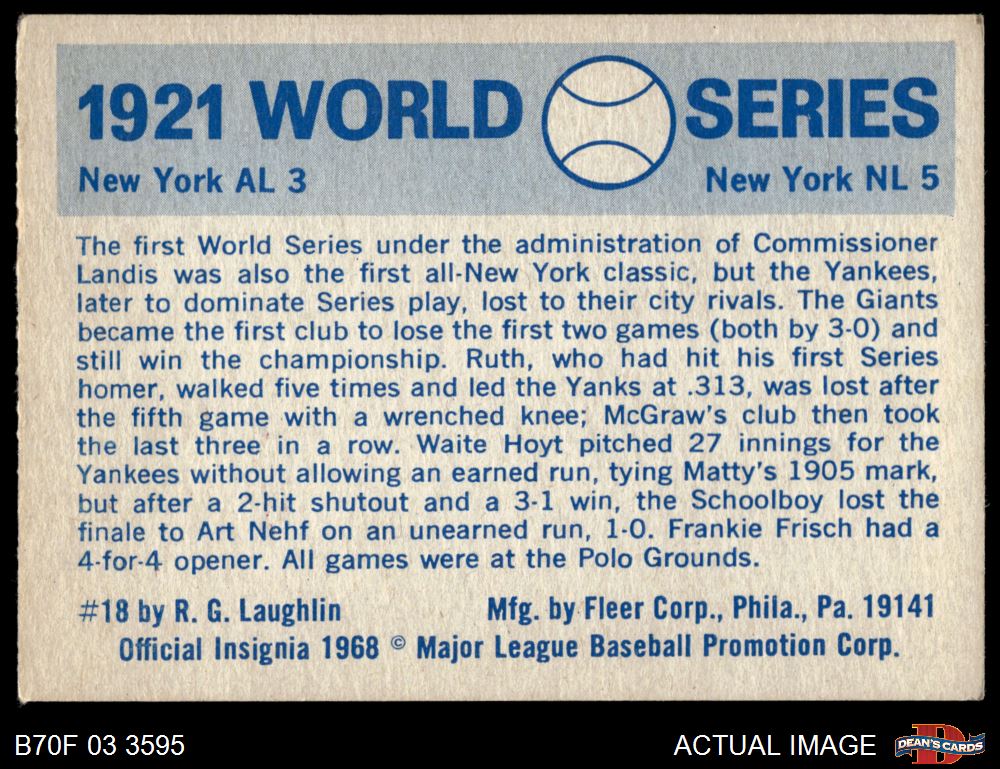 1921 WORLD SERIES
New York AL 3 New York NL 5
The first World Series under the administration of Commissioner
Landis was also the first all-New York classic, but the Yankees,
later to dominate Series play, lost to their city rivals. The Giants
became the first club to lose the first two games (both by 3-0) and
still win the championship. Ruth, who had hit his first Series
homer, walked five times and led the Yanks at .313, was lost after
the fifth game with a wrenched knee; McGraw's club then took
the last three in a row. Waite Hoyt pitched 27 innings for the
Yankees without allowing an earned run, tying Matty's 1905 mark,
but after a 2-hit shutout and a 3-1 win, the Schoolboy lost the
finale to Art Nehf on an unearned run, 1-0. Frankie Frisch had a
4-for-4 opener. All games were at the Polo Grounds.
#18 by R. G. Laughlin Mfg. by Fleer Corp., Phila., Pa. 19141
Official Insignia 1968 © Major League Baseball Promotion Corp.
B70F 03 3595 ACTUAL IMAGE D DEAN'S CARDS